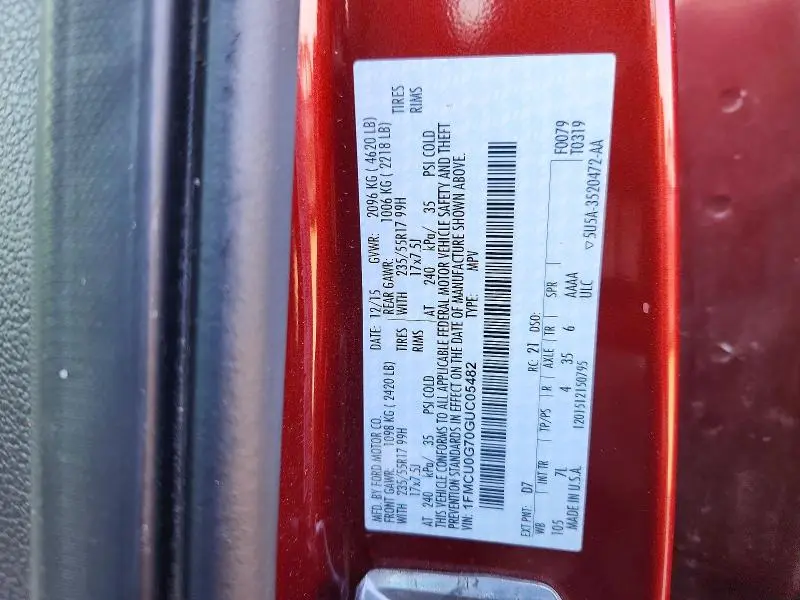 MFD. BY FORD MOTOR CO. DATE: 12/15 GVWR: 2096 KG ( 4620 LB)
FRONT GAWR: 1098 KG ( 2420 LB) REAR GAWR: 1006 KG ( 2218 LB)
WITH 235/55R17 99H TIRES WITH 235/55R17 99H TIRES
17x7.5J RIMS 17x7.5J RIMS
AT 240 kPa/ 35 PSI COLD AT 240 kPa/ 35 PSI COLD
THIS VEHICLE CONFORMS TO ALL APPLICABLE FEDERAL MOTOR VEHICLE SAFETY AND THEFT
PREVENTION STANDARDS IN EFFECT ON THE DATE OF MANUFACTURE SHOWN ABOVE.
VIN: 1FMCU0G70GUC05482 TYPE: MPV
EXT PNT: D7 RC: 21 DSO: F0079
WB INT TR TP/PS R AXLE TR SPR T0319
105 7L 4 35 6 AAAA
MADE IN U.S.A. 1201512150795 ULC ▽5U5A-3520472-AA